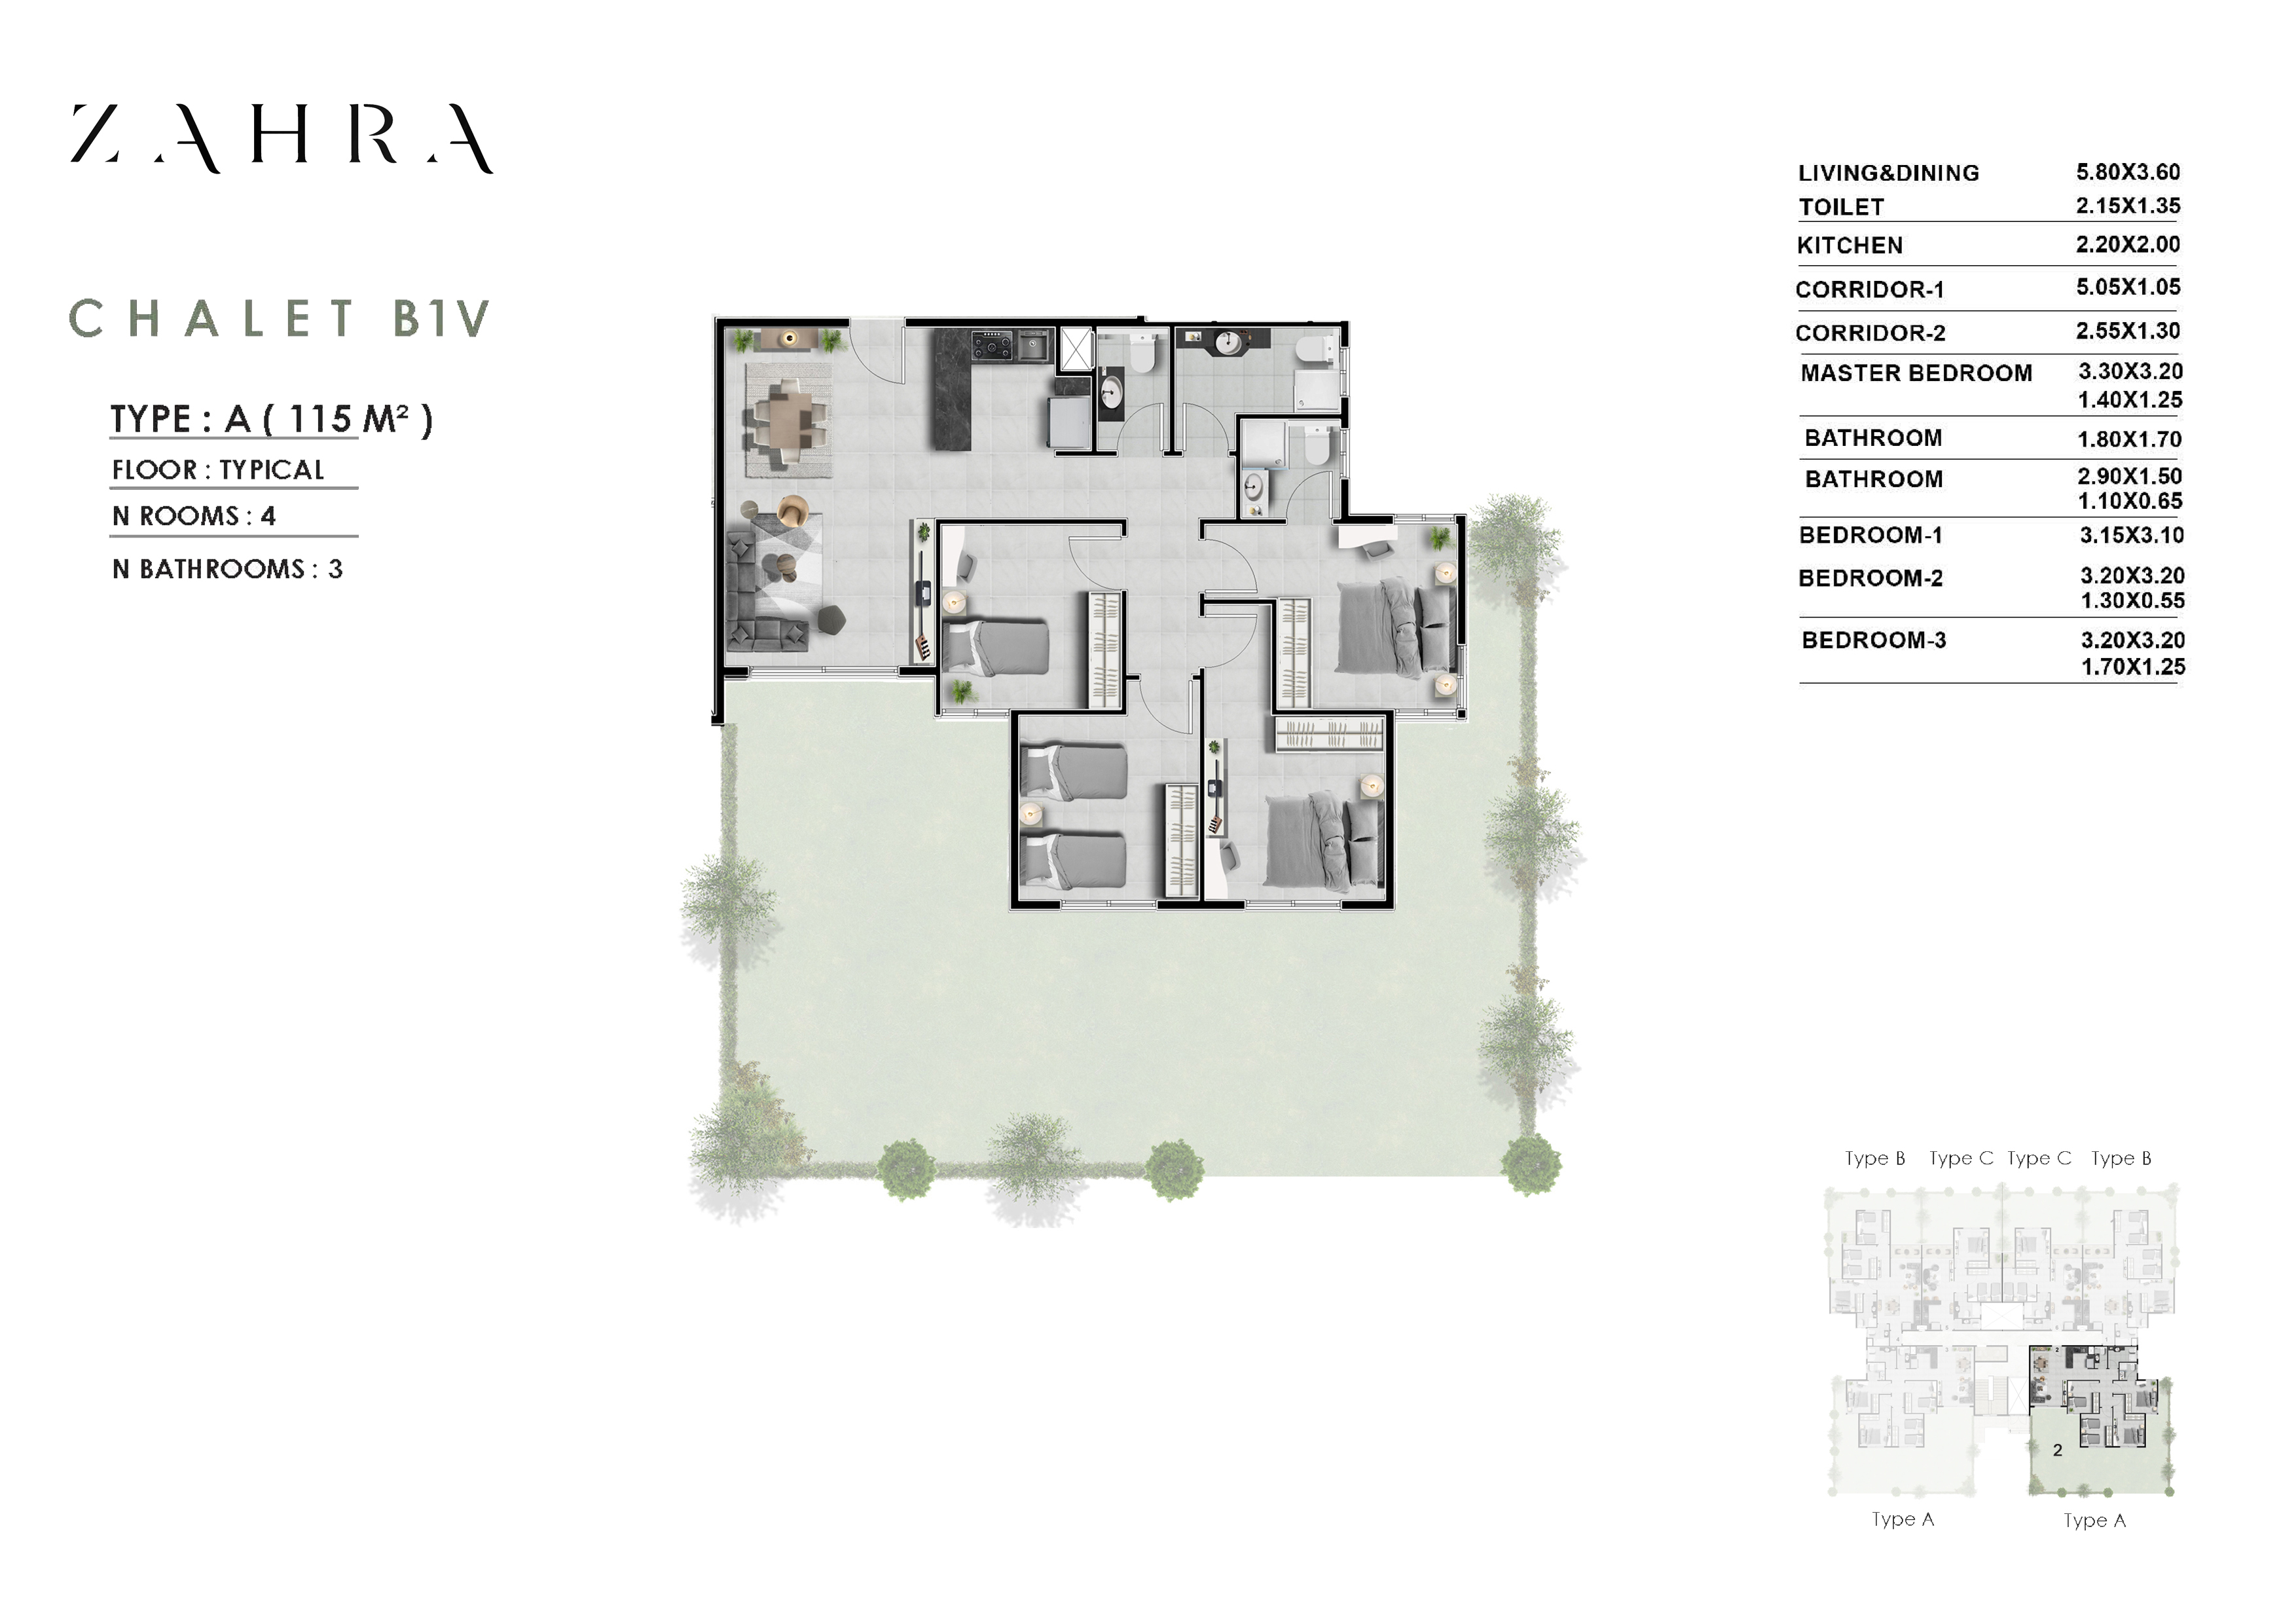 ZAHRA
CHALET B1V
TYPE : A ( 115 M² )
FLOOR : TYPICAL
N ROOMS : 4
N BATHROOMS : 3
LIVING&DINING 5.80X3.60
TOILET 2.15X1.35
KITCHEN 2.20X2.00
CORRIDOR-1 5.05X1.05
CORRIDOR-2 2.55X1.30
MASTER BEDROOM 3.30X3.20
1.40X1.25
BATHROOM 1.80X1.70
BATHROOM 2.90X1.50
1.10X0.65
BEDROOM-1 3.15X3.10
BEDROOM-2 3.20X3.20
1.30X0.55
BEDROOM-3 3.20X3.20
1.70X1.25
Type B Type C Type C Type B
2
2
Type A Type A